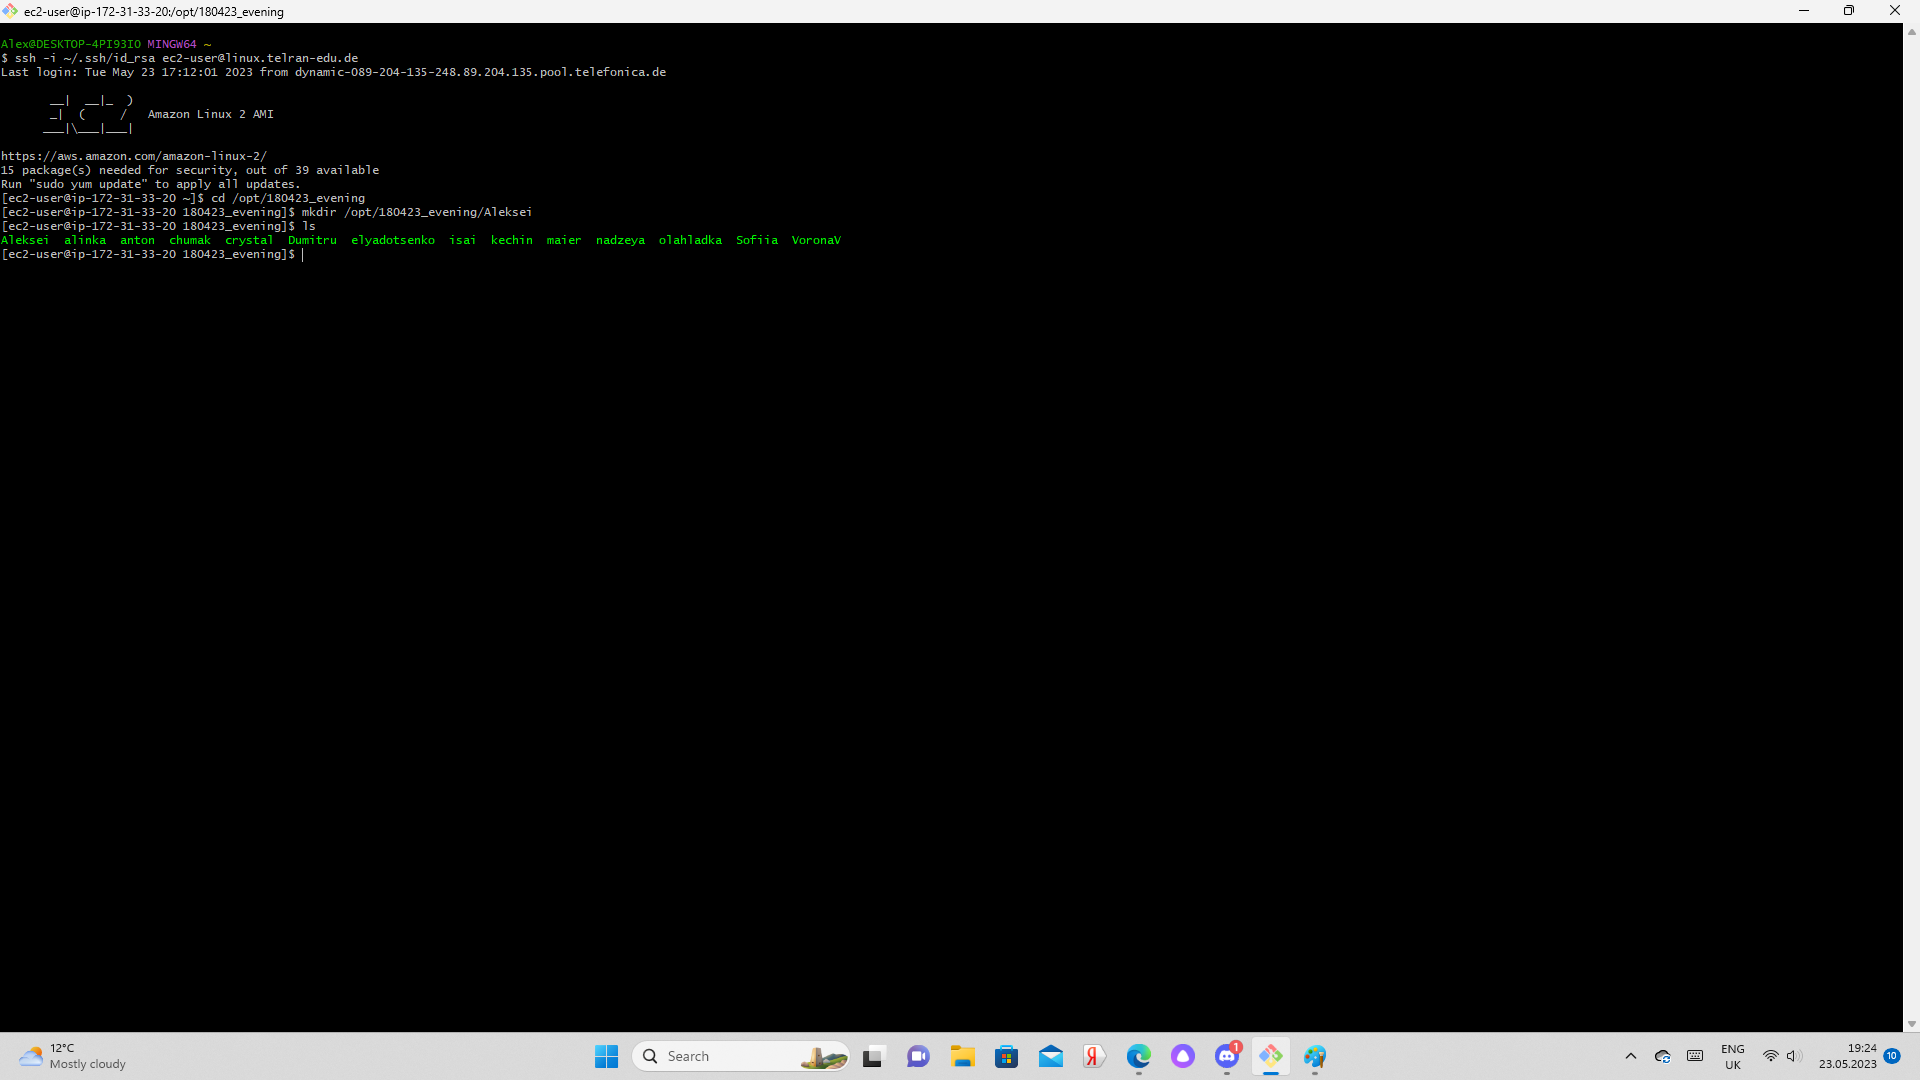 ec2-user@ip-172-31-33-20:/opt/180423_evening
Alex@DESKTOP-4PI93IO MINGW64 ~
$ ssh -i ~/.ssh/id_rsa ec2-user@linux.telran-edu.de
Last login: Tue May 23 17:12:01 2023 from dynamic-089-204-135-248.89.204.135.pool.telefonica.de
       __|  __|_  )
       _|  (     /   Amazon Linux 2 AMI
      ___|\___|___|
https://aws.amazon.com/amazon-linux-2/
15 package(s) needed for security, out of 39 available
Run "sudo yum update" to apply all updates.
[ec2-user@ip-172-31-33-20 ~]$ cd /opt/180423_evening
[ec2-user@ip-172-31-33-20 180423_evening]$ mkdir /opt/180423_evening/Aleksei
[ec2-user@ip-172-31-33-20 180423_evening]$ ls
Aleksei  alinka  anton  chumak  crystal  Dumitru  elyadotsenko  isai  kechin  maier  nadzeya  olahladka  Sofiia  VoronaV
[ec2-user@ip-172-31-33-20 180423_evening]$
12°C
Mostly cloudy
Search
Я
1
ENG
UK
19:24
23.05.2023
10